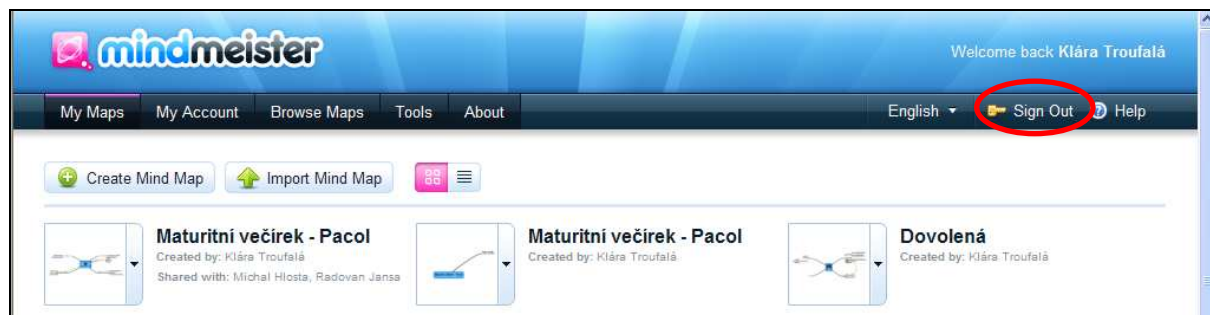 mindmeister
Welcome back Klára Troufalá
My Maps My Account Browse Maps Tools About English Sign Out Help
Create Mind Map Import Mind Map
Maturitní večírek - Pacol
Created by: Klára Troufalá
Shared with: Michal Hlosta, Radovan Jansa
Maturitní večírek - Pacol
Created by: Klára Troufalá
Dovolená
Created by: Klára Troufalá